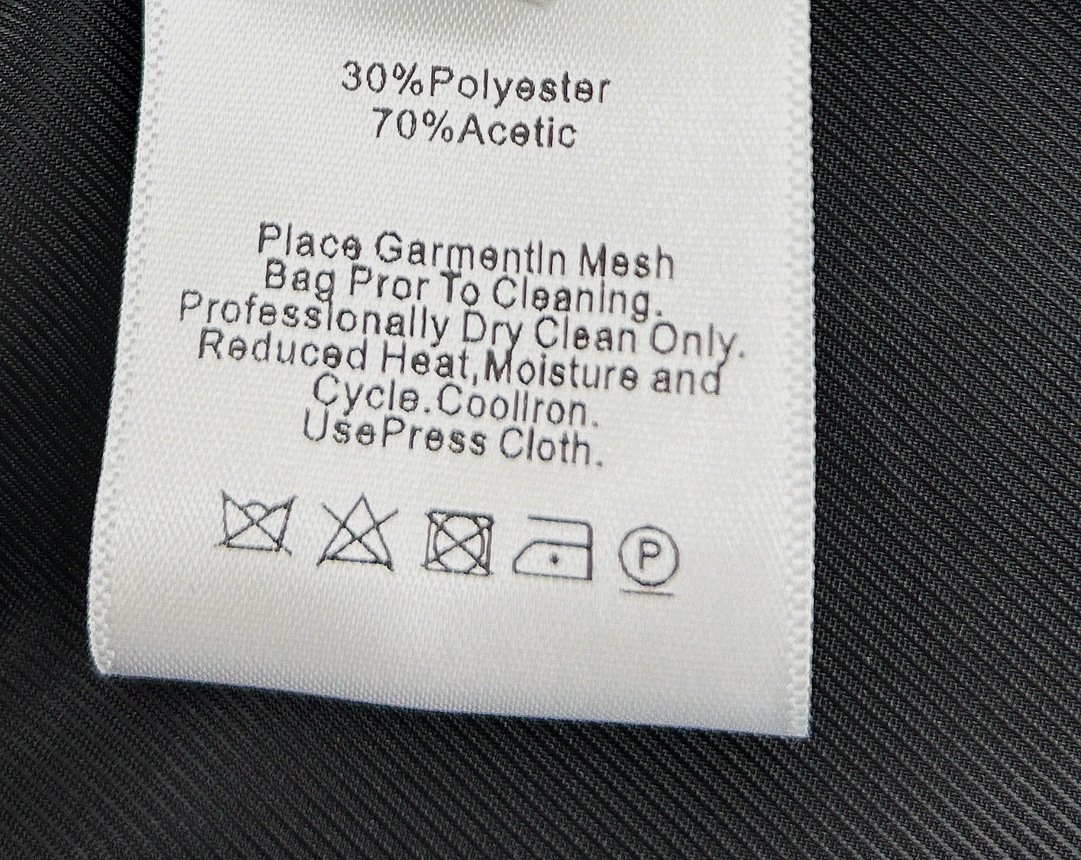 30%Polyester
70%Acetic
Place GarmentIn Mesh
Bag Pror To Cleaning.
Professionally Dry Clean Only.
Reduced Heat,Moisture and
Cycle.CoolIron.
UsePress Cloth.
P